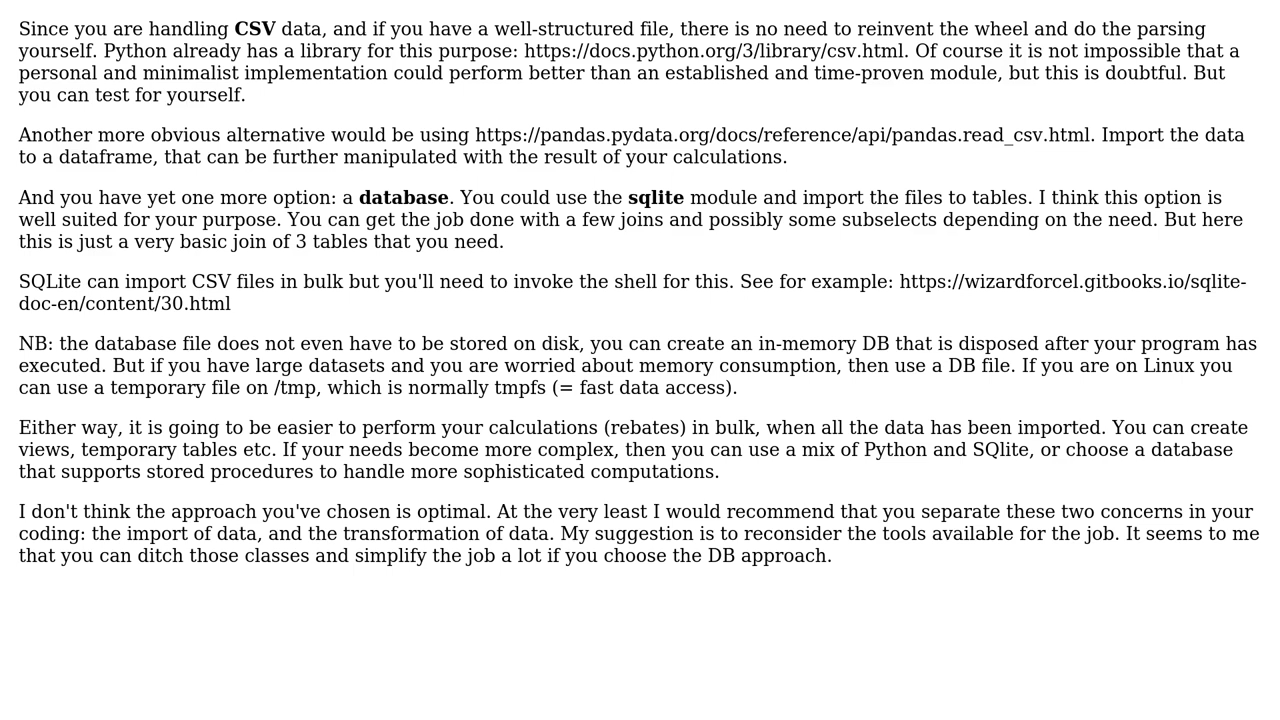 Since you are handling CSV data, and if you have a well-structured file, there is no need to reinvent the wheel and do the parsing
yourself. Python already has a library for this purpose: https://docs.python.org/3/library/csv.html. Of course it is not impossible that a
personal and minimalist implementation could perform better than an established and time-proven module, but this is doubtful. But
you can test for yourself.
Another more obvious alternative would be using https://pandas.pydata.org/docs/reference/api/pandas.read_csv.html. Import the data
to a dataframe, that can be further manipulated with the result of your calculations.
And you have yet one more option: a database. You could use the sqlite module and import the files to tables. I think this option is
well suited for your purpose. You can get the job done with a few joins and possibly some subselects depending on the need. But here
this is just a very basic join of 3 tables that you need.
SQLite can import CSV files in bulk but you'll need to invoke the shell for this. See for example: https://wizardforcel.gitbooks.io/sqlite-
doc-en/content/30.html
NB: the database file does not even have to be stored on disk, you can create an in-memory DB that is disposed after your program has
executed. But if you have large datasets and you are worried about memory consumption, then use a DB file. If you are on Linux you
can use a temporary file on /tmp, which is normally tmpfs (= fast data access).
Either way, it is going to be easier to perform your calculations (rebates) in bulk, when all the data has been imported. You can create
views, temporary tables etc. If your needs become more complex, then you can use a mix of Python and SQlite, or choose a database
that supports stored procedures to handle more sophisticated computations.
I don't think the approach you've chosen is optimal. At the very least I would recommend that you separate these two concerns in your
coding: the import of data, and the transformation of data. My suggestion is to reconsider the tools available for the job. It seems to me
that you can ditch those classes and simplify the job a lot if you choose the DB approach.